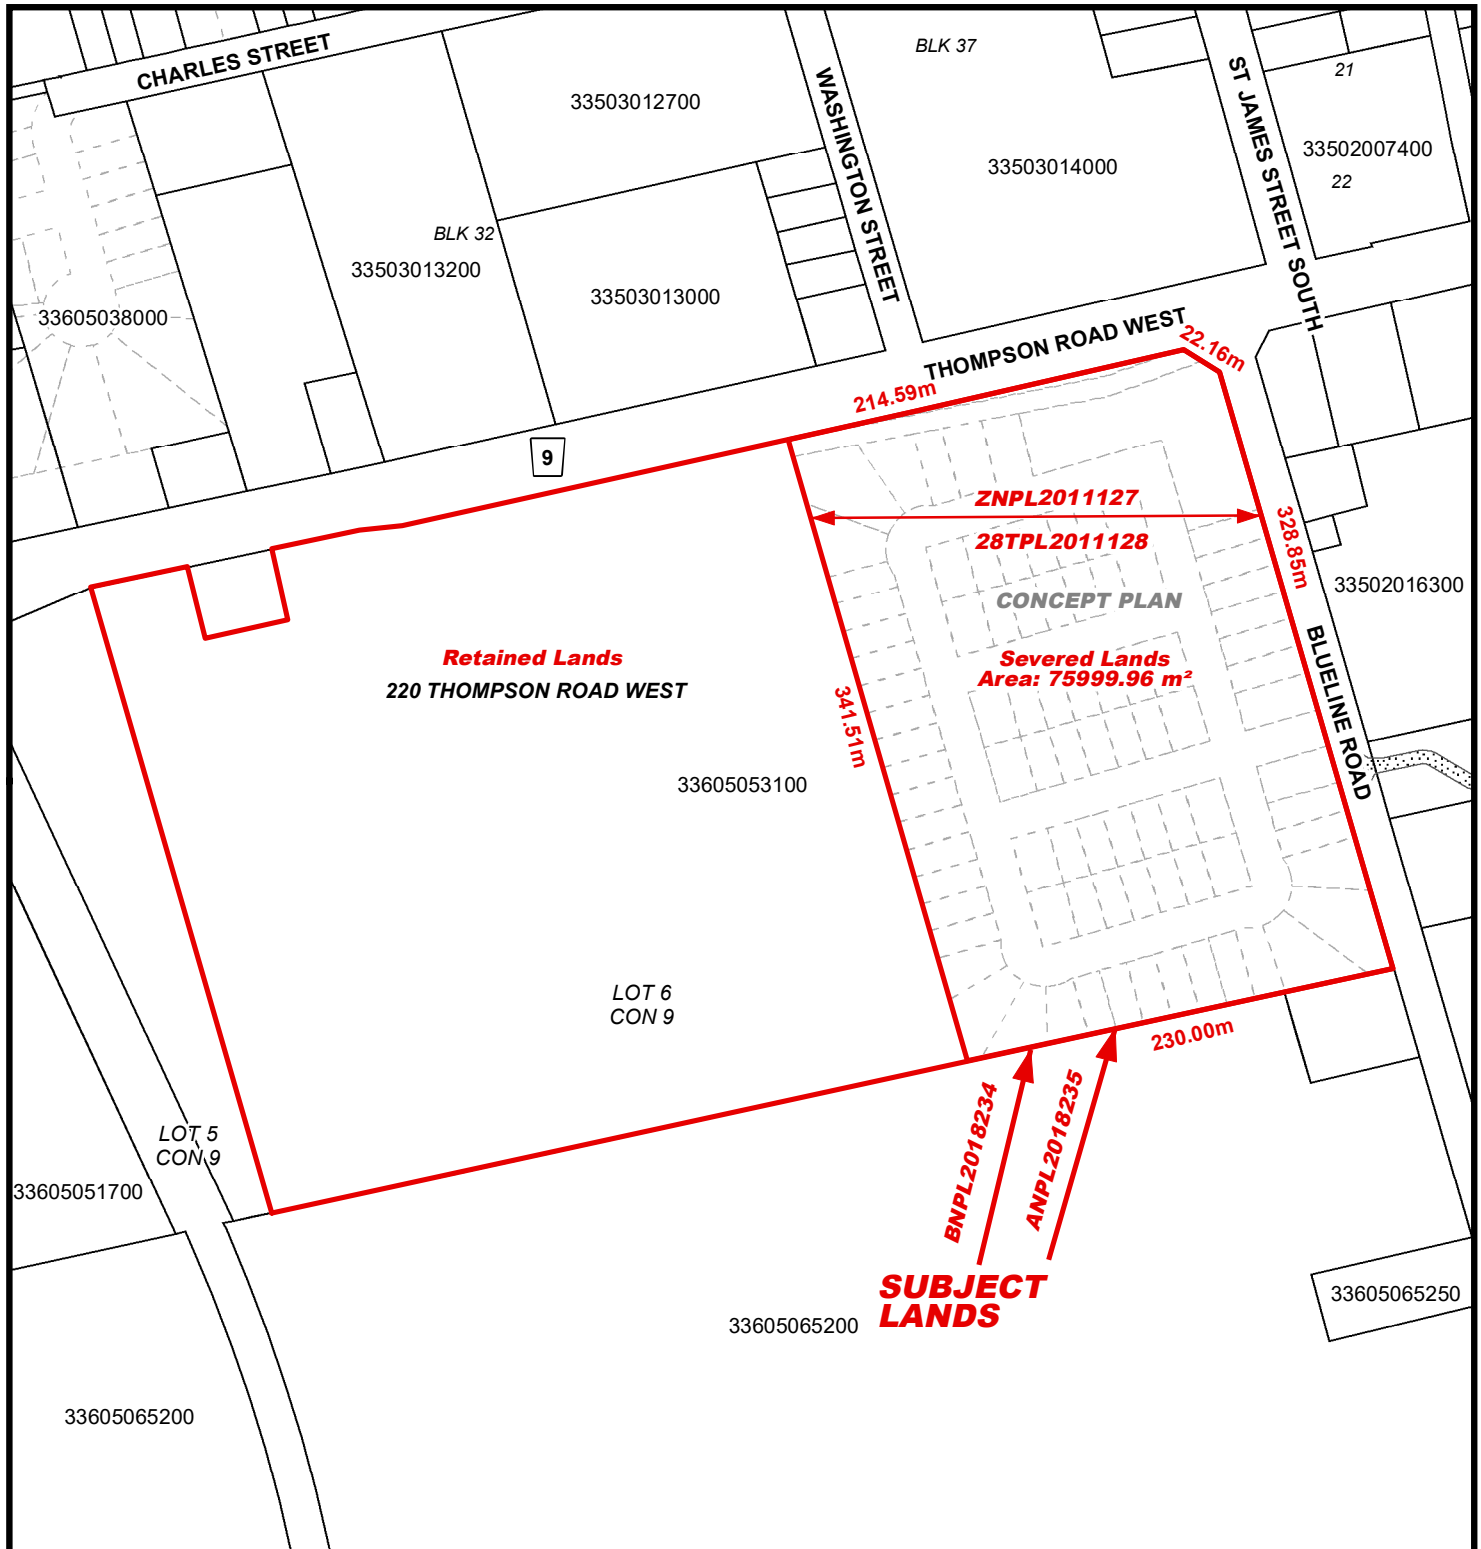 CHARLES STREET
BLK 37
21
33503012700
WASHINGTON STREET
33503014000
ST JAMES STREET SOUTH
33502007400
22
BLK 32
33503013200
33503013000
33605038000
THOMPSON ROAD WEST
22.16m
214.59m
9
ZNPL2011127
28TPL2011128
328.85m
CONCEPT PLAN
33502016300
Retained Lands
220 THOMPSON ROAD WEST
Severed Lands
Area: 75999.96 m²
BLUELINE ROAD
341.51m
33605053100
LOT 6
CON 9
230.00m
BNPL2018234
ANPL2018235
LOT 5
CON 9
33605051700
SUBJECT
LANDS
33605065250
33605065200
33605065200